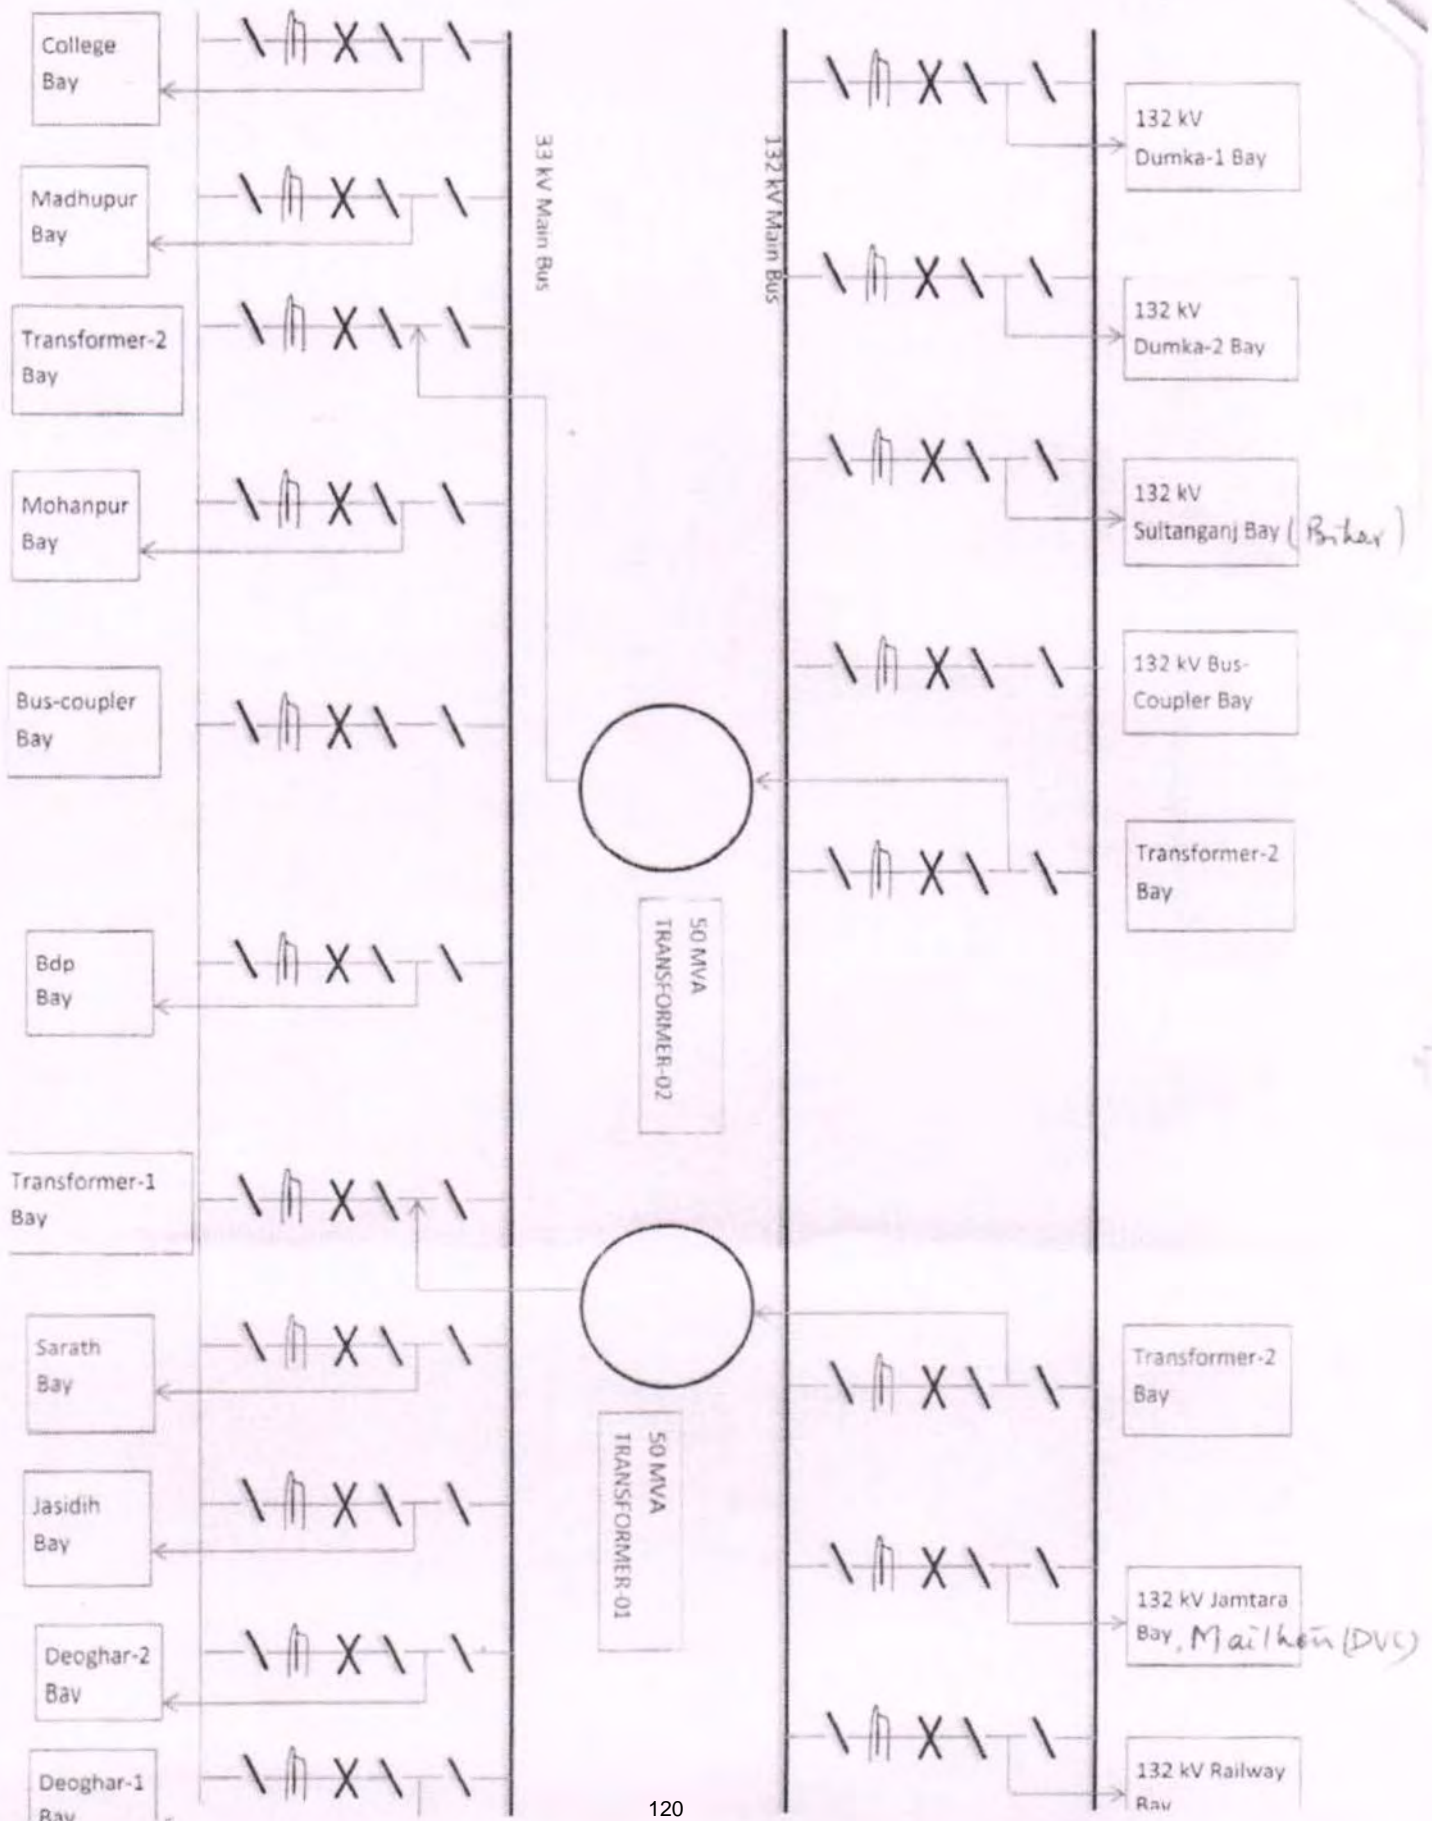 College
Bay
Madhupur
Bay
Transformer-2
Bay
Mohanpur
Bay
Bus-coupler
Bay
Bdp
Bay
Transformer-1
Bay
Sarath
Bay
Jasidih
Bay
Deoghar-2
Bay
Deoghar-1
Bay
33 kV Main Bus
50 MVA
TRANSFORMER-02
50 MVA
TRANSFORMER-01
132 kV Main Bus
132 kV
Dumka-1 Bay
132 kV
Dumka-2 Bay
132 kV
Sultanganj Bay (Bihar)
132 kV Bus-
Coupler Bay
Transformer-2
Bay
Transformer-2
Bay
132 kV Jamtara
Bay, Maithon (DVC)
132 kV Railway
Bay
120